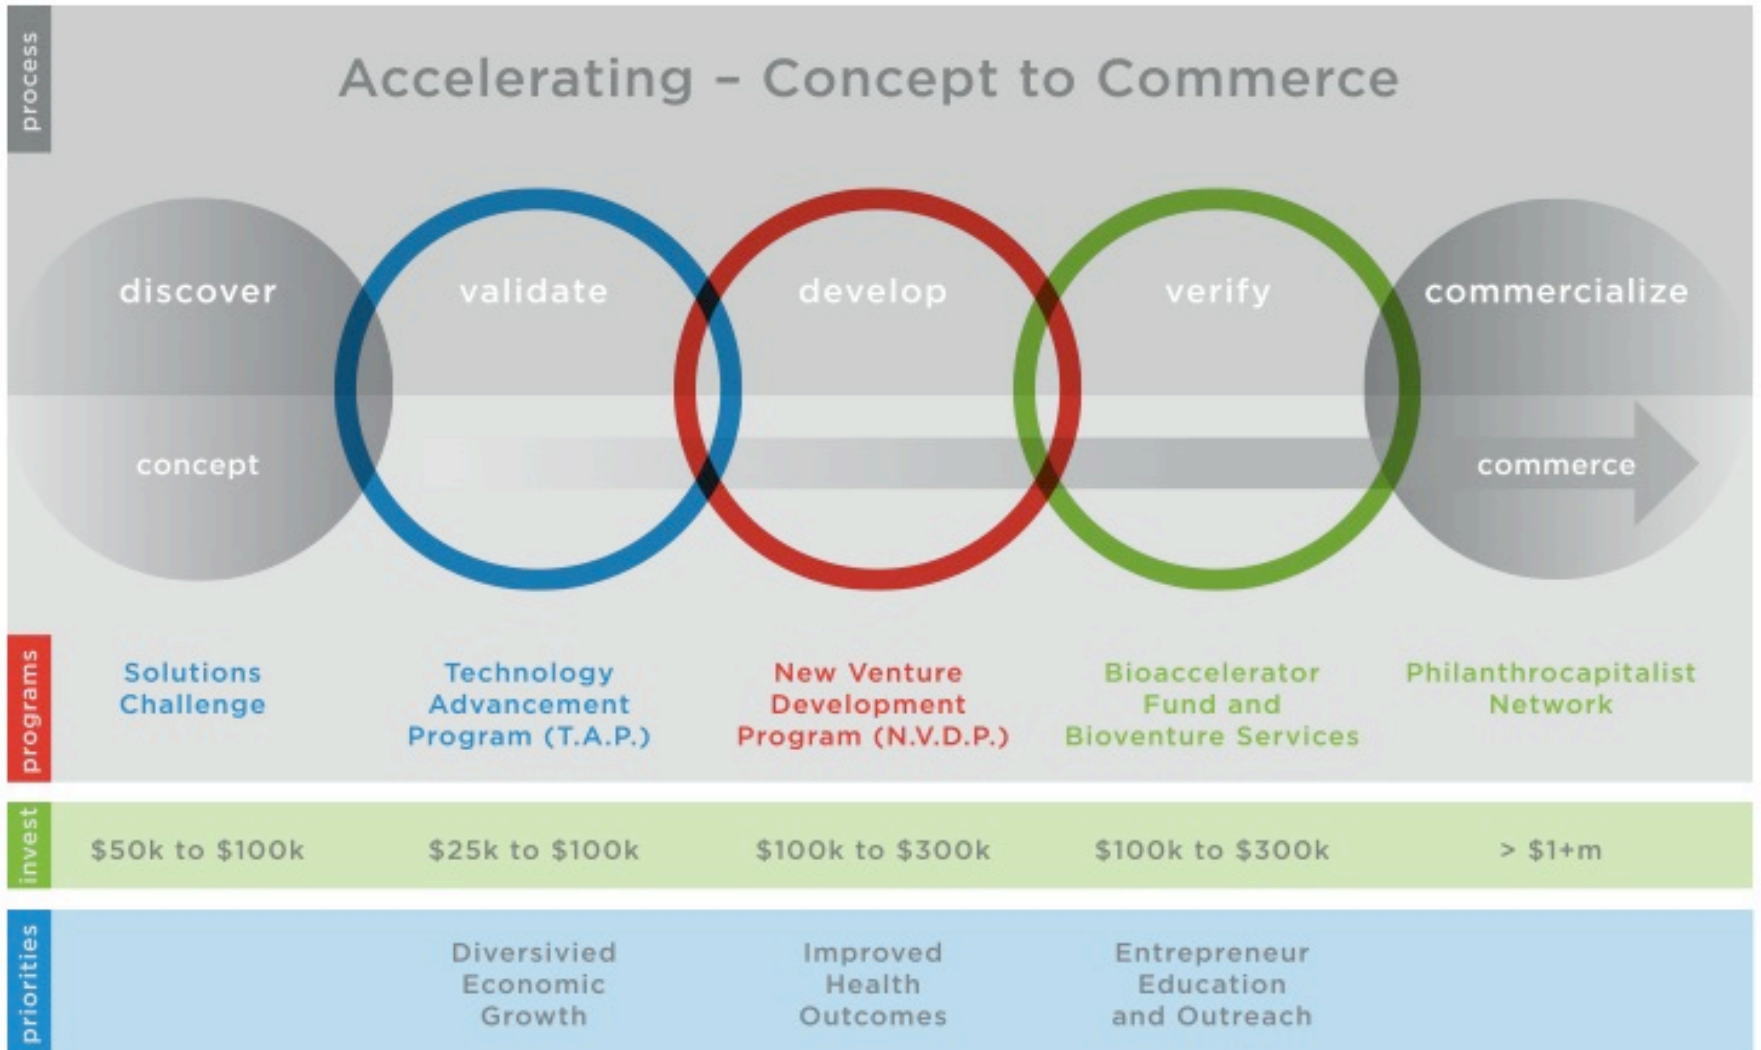 process
Accelerating – Concept to Commerce
discover
validate
develop
verify
commercialize
concept
commerce
programs
Solutions
Challenge
Technology
Advancement
Program (T.A.P.)
New Venture
Development
Program (N.V.D.P.)
Bioaccelerator
Fund and
Bioventure Services
Philanthrocapitalist
Network
invest
$50k to $100k
$25k to $100k
$100k to $300k
$100k to $300k
> $1+m
priorities
Diversivied
Economic
Growth
Improved
Health
Outcomes
Entrepreneur
Education
and Outreach